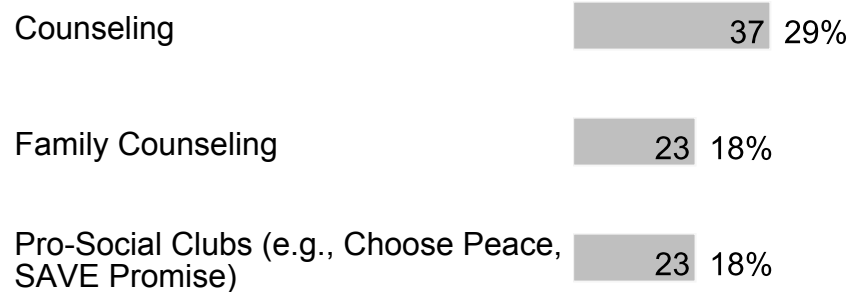 Counseling 37 29%
Family Counseling 23 18%
Pro-Social Clubs (e.g., Choose Peace,
SAVE Promise) 23 18%